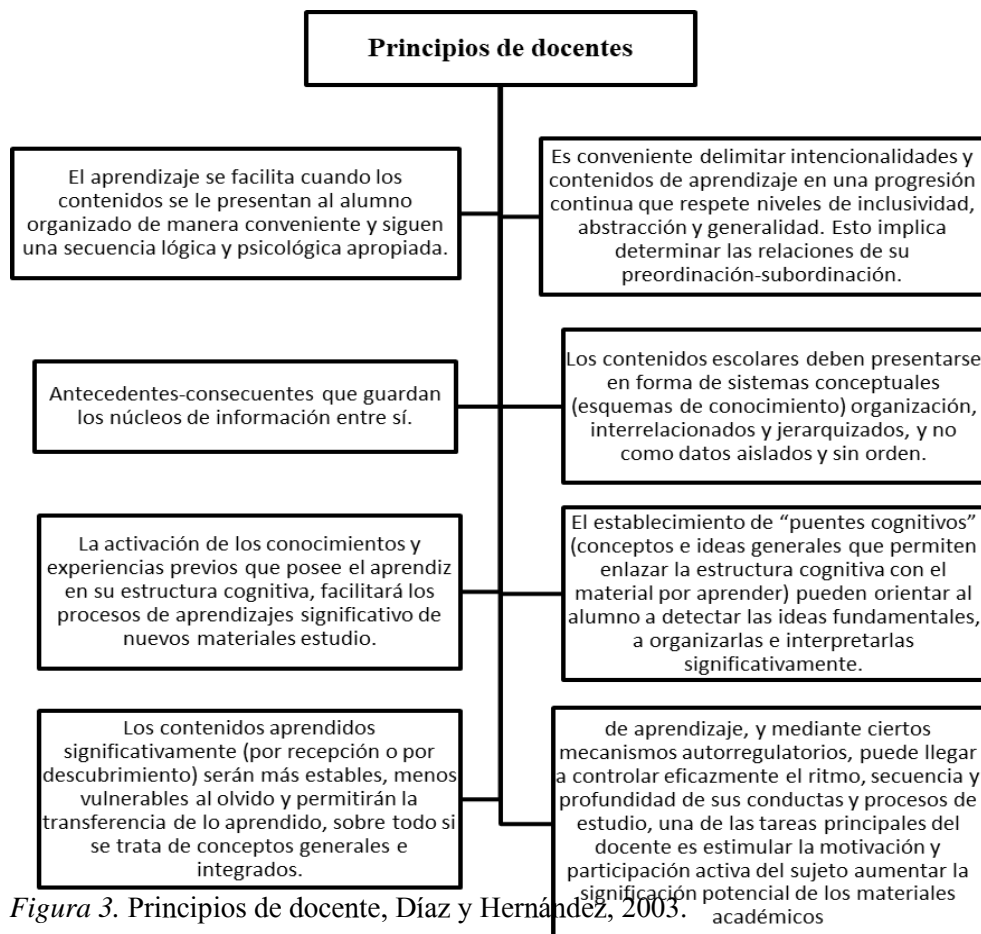 Principios de docentes
El aprendizaje se facilita cuando los
contenidos se le presentan al alumno
organizado de manera conveniente y siguen
una secuencia lógica y psicológica apropiada.
Es conveniente delimitar intencionalidades y
contenidos de aprendizaje en una progresión
continua que respete niveles de inclusividad,
abstracción y generalidad. Esto implica
determinar las relaciones de su
preordinación-subordinación.
Antecedentes-consecuentes que guardan
los núcleos de información entre sí.
Los contenidos escolares deben presentarse
en forma de sistemas conceptuales
(esquemas de conocimiento) organización,
interrelacionados y jerarquizados, y no
como datos aislados y sin orden.
La activación de los conocimientos y
experiencias previos que posee el aprendiz
en su estructura cognitiva, facilitará los
procesos de aprendizajes significativo de
nuevos materiales estudio.
El establecimiento de “puentes cognitivos”
(conceptos e ideas generales que permiten
enlazar la estructura cognitiva con el
material por aprender) pueden orientar al
alumno a detectar las ideas fundamentales,
a organizarlas e interpretarlas
significativamente.
Los contenidos aprendidos
significativamente (por recepción o por
descubrimiento) serán más estables, menos
vulnerables al olvido y permitirán la
transferencia de lo aprendido, sobre todo si
se trata de conceptos generales e
integrados.
de aprendizaje, y mediante ciertos
mecanismos autorregulatorios, puede llegar
a controlar eficazmente el ritmo, secuencia y
profundidad de sus conductas y procesos de
estudio, una de las tareas principales del
docente es estimular la motivación y
participación activa del sujeto aumentar la
significación potencial de los materiales
académicos
Figura 3. Principios de docente, Díaz y Hernández, 2003.